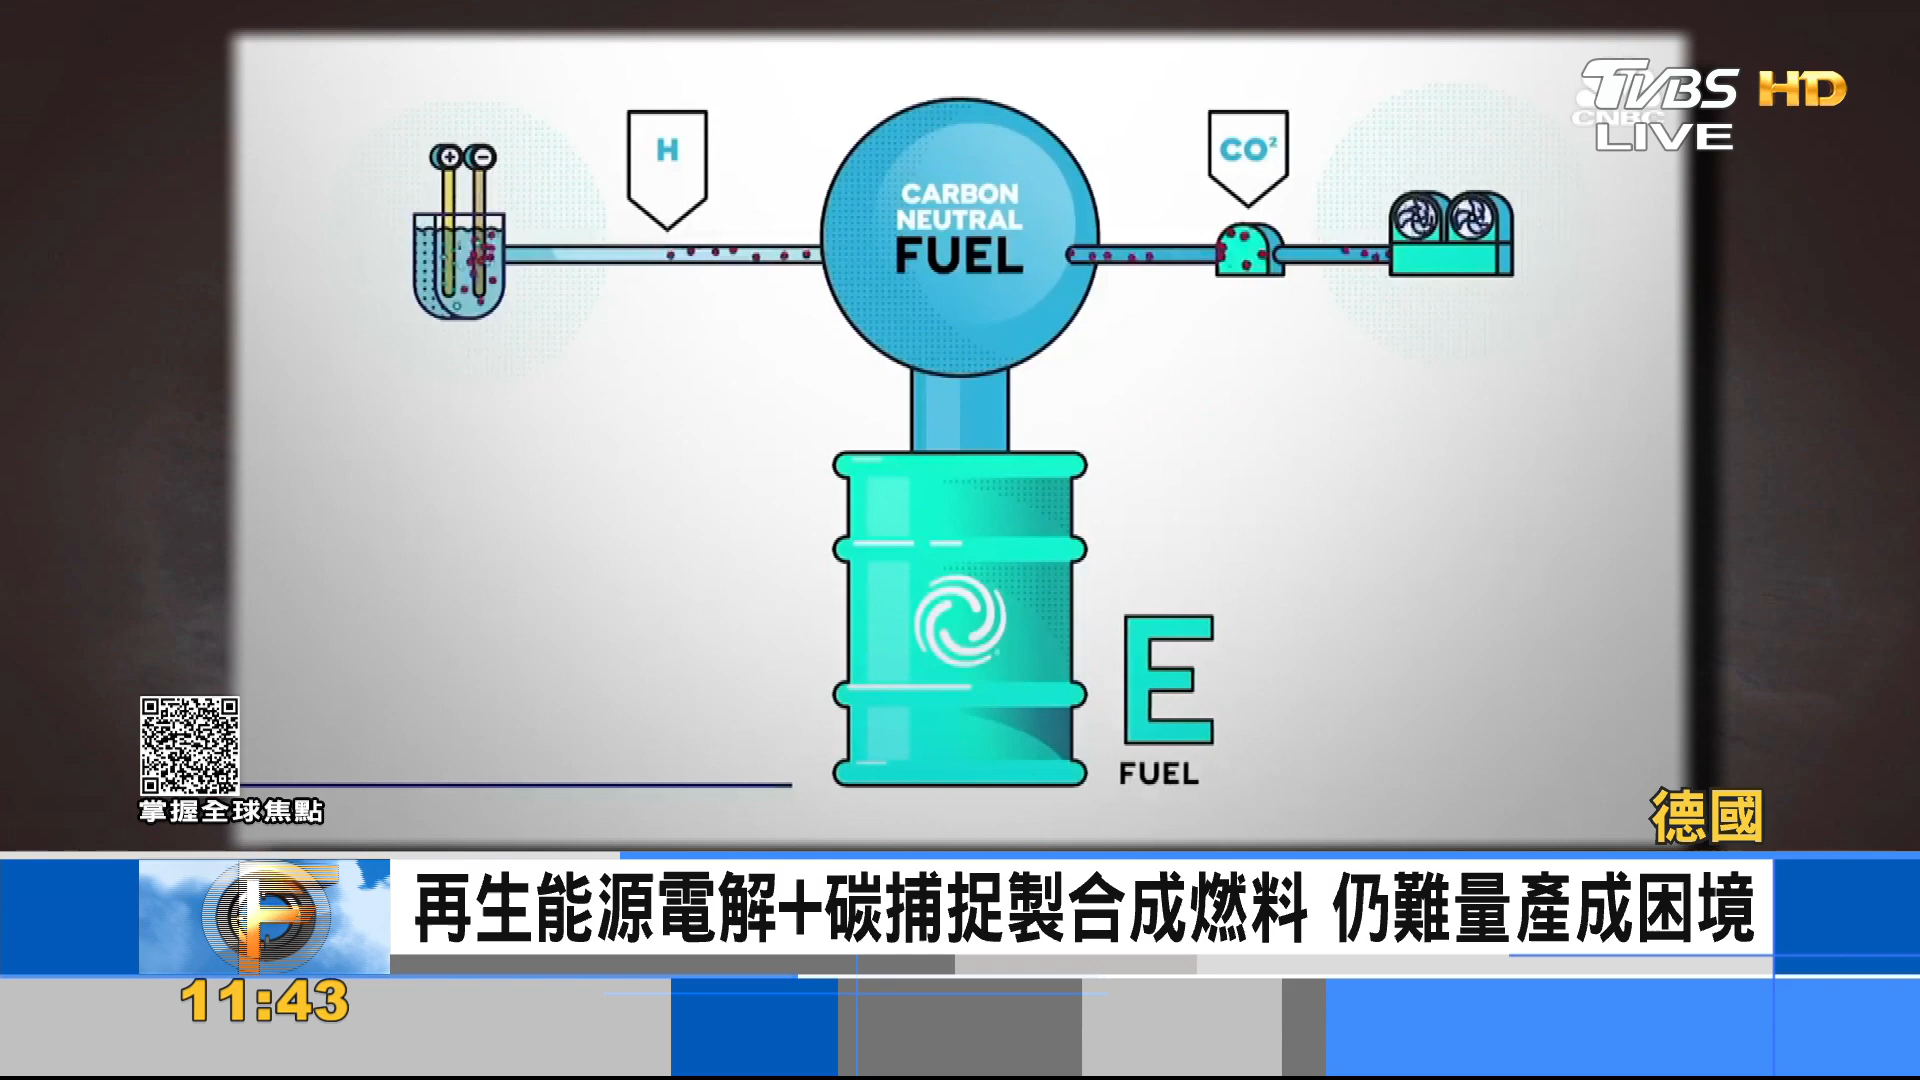 TVBS HD
CNBC
LIVE
H
CO²
CARBON
NEUTRAL
FUEL
E
FUEL
掌握全球焦點
德國
再生能源電解+碳捕捉製合成燃料 仍難量產成困境
11:43